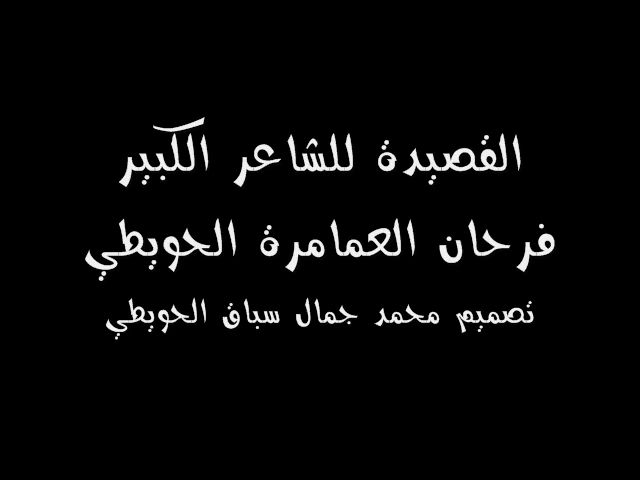 القصيدة للشاعر الكبير
فرحان العمامرة الحويطي
تصميم محمد جمال سباق الحويطي